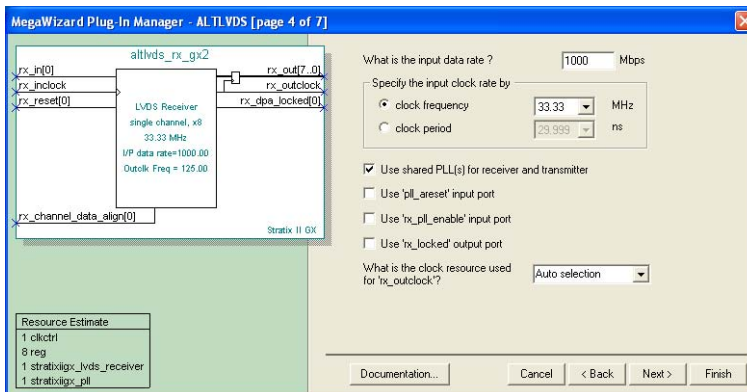 MegaWizard Plug-In Manager - ALTLVDS [page 4 of 7]
altlvds_rx_gx2
rx_in[0]
rx_inclock
rx_reset[0]
rx_channel_data_align[0]
LVDS Receiver
single channel, x8
33.33 MHz
I/P data rate=1000.00
Outclk Freq = 125.00
rx_out[7..0]
rx_outclock
rx_dpa_locked[0]
Stratix II GX
Resource Estimate
1 clkctrl
8 reg
1 stratixiigx_lvds_receiver
1 stratixiigx_pll
What is the input data rate ? 1000 Mbps
Specify the input clock rate by
clock frequency 33.33 MHz
clock period 29.999 ns
Use shared PLL(s) for receiver and transmitter
Use 'pll_areset' input port
Use 'rx_pll_enable' input port
Use 'rx_locked' output port
What is the clock resource used
for 'rx_outclock'? Auto selection
Documentation... Cancel < Back Next > Finish